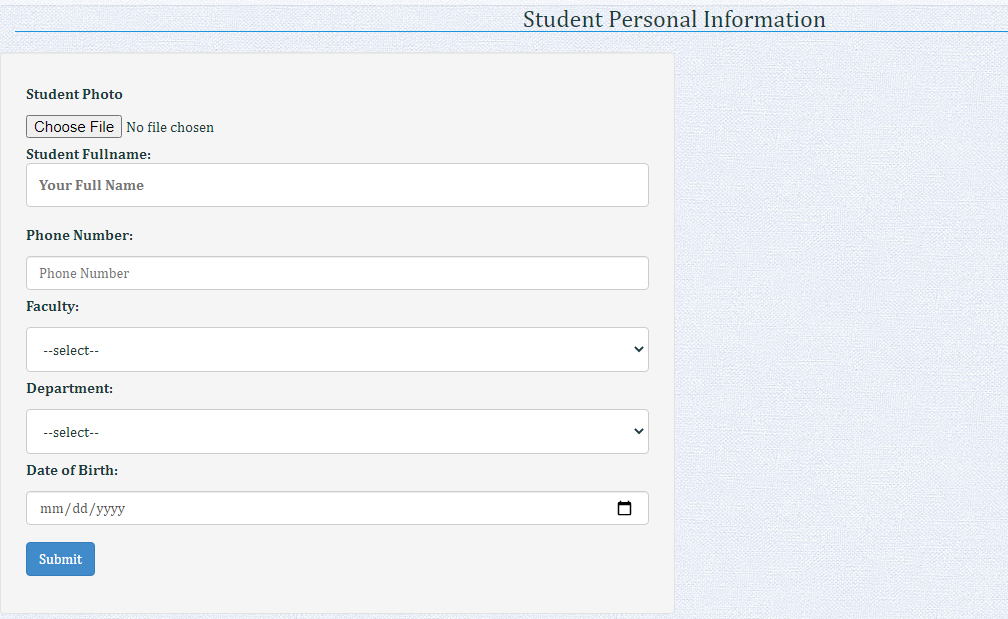 Student Personal Information
Student Photo
Choose File No file chosen
Student Fullname:
Your Full Name
Phone Number:
Phone Number
Faculty:
--select--
Department:
--select--
Date of Birth:
mm/dd/yyyy
Submit